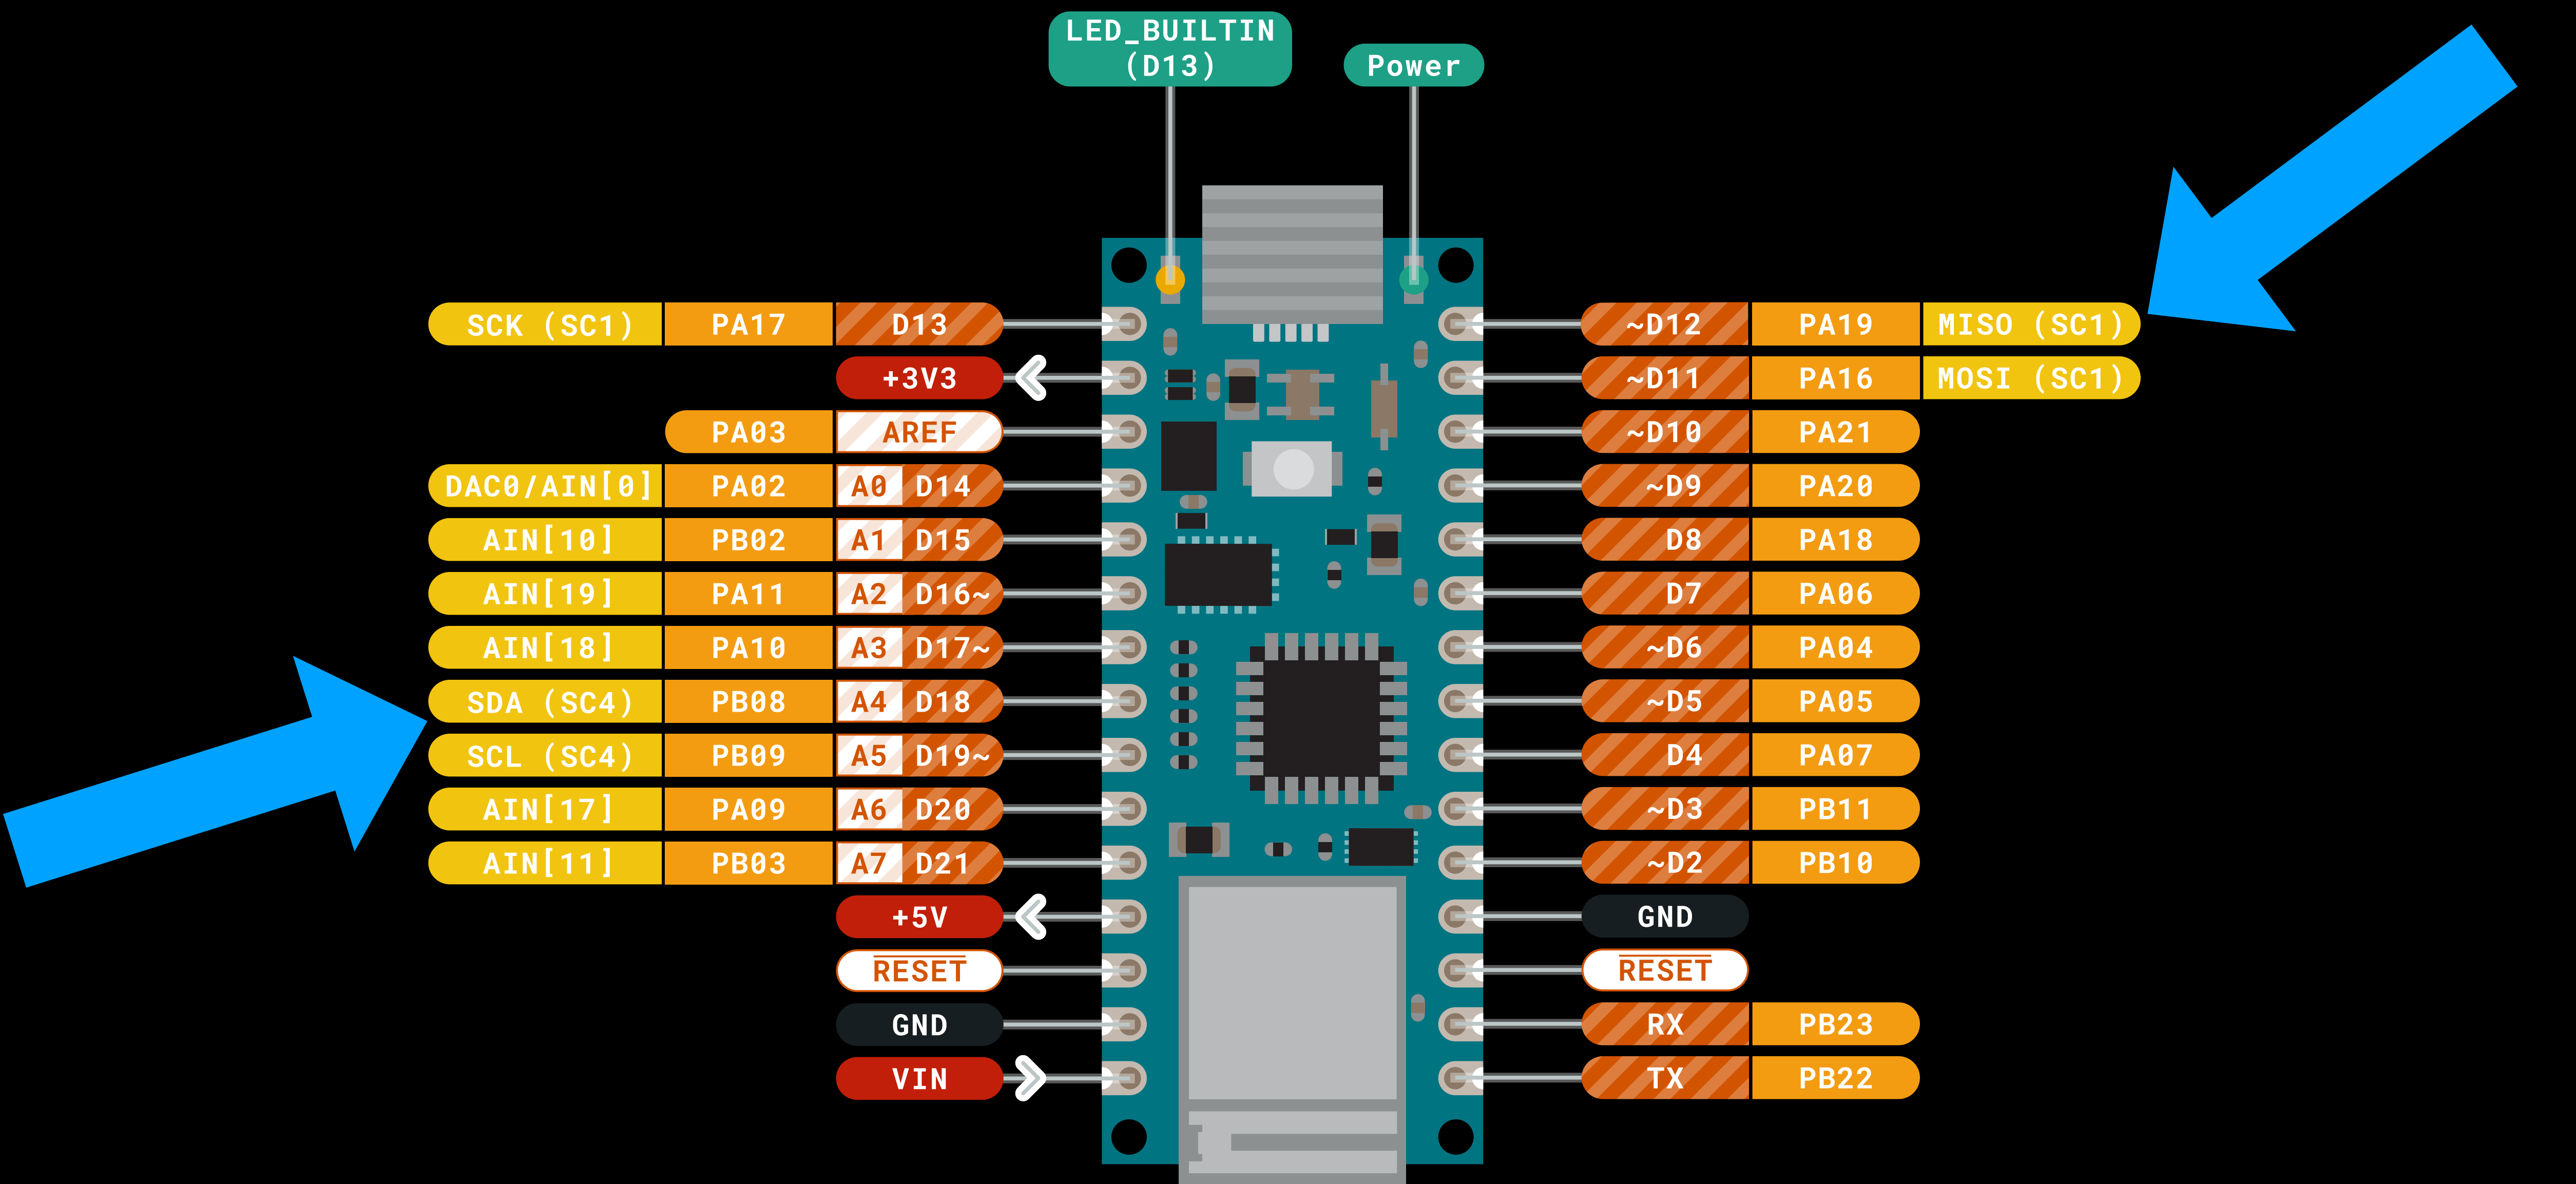 LED_BUILTIN
(D13)
Power
SCK (SC1) PA17 D13
+3V3
PA03 AREF
DAC0/AIN[0] PA02 A0 D14
AIN[10] PB02 A1 D15
AIN[19] PA11 A2 D16~
AIN[18] PA10 A3 D17~
SDA (SC4) PB08 A4 D18
SCL (SC4) PB09 A5 D19~
AIN[17] PA09 A6 D20
AIN[11] PB03 A7 D21
+5V
RESET
GND
VIN
~D12 PA19 MISO (SC1)
~D11 PA16 MOSI (SC1)
~D10 PA21
~D9 PA20
D8 PA18
D7 PA06
~D6 PA04
~D5 PA05
D4 PA07
~D3 PB11
~D2 PB10
GND
RESET
RX PB23
TX PB22